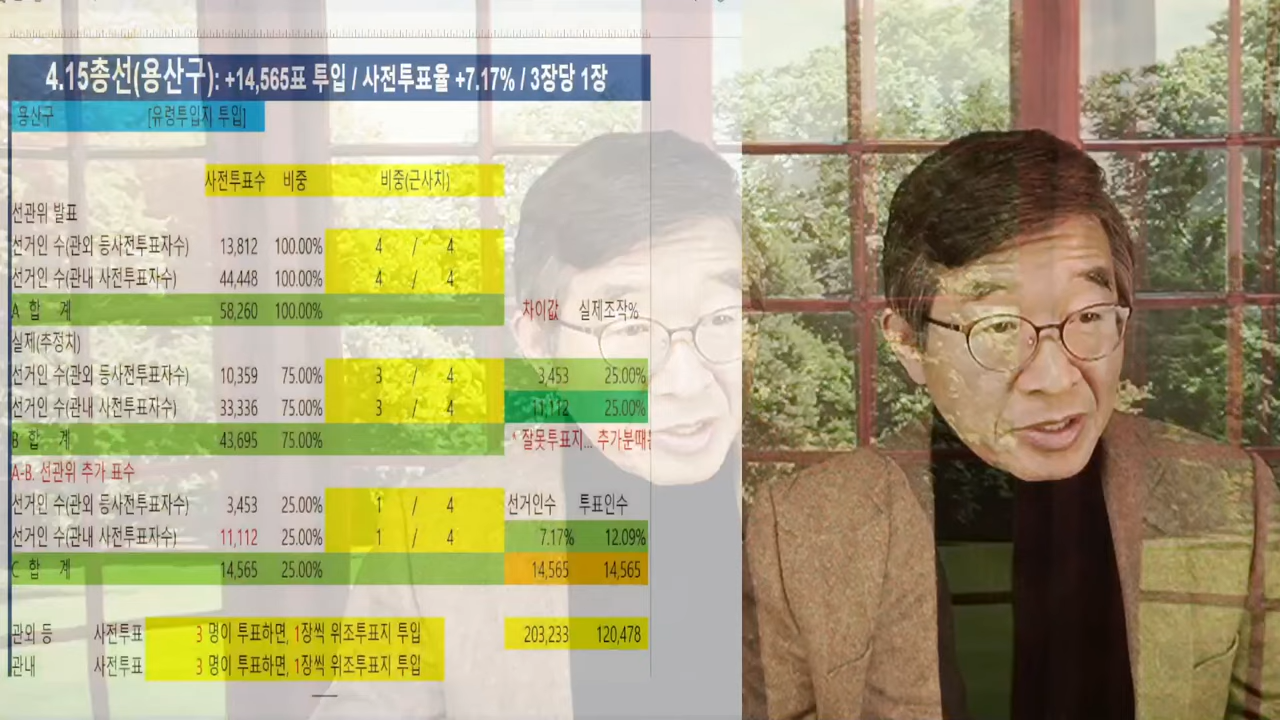 4.15총선(용산구): +14,565표 투입 / 사전투표율 +7.17% / 3장당 1장
용산구 [유령투입지 투입]
사전투표수 비중 비중(근사치)
선관위 발표
선거인 수(관외 등사전투표자수) 13,812 100.00% 4 / 4
선거인 수(관내 사전투표자수) 44,448 100.00% 4 / 4
A 합 계 58,260 100.00% 차이값 실제조작%
실제(추정치)
선거인 수(관외 등사전투표자수) 10,359 75.00% 3 / 4 3,453 25.00%
선거인 수(관내 사전투표자수) 33,336 75.00% 3 / 4 11,112 25.00%
B 합 계 43,695 75.00% * 잘못투표지... 추가분때문
A-B. 선관위 추가 표수
선거인 수(관외 등사전투표자수) 3,453 25.00% 1 / 4 선거인수 투표인수
선거인 수(관내 사전투표자수) 11,112 25.00% 1 / 4 7.17% 12.09%
C 합 계 14,565 25.00% 14,565 14,565
관외 등 사전투표 3 명이 투표하면, 1장씩 위조투표지 투입 203,233 120,478
관내 사전투표 3 명이 투표하면, 1장씩 위조투표지 투입